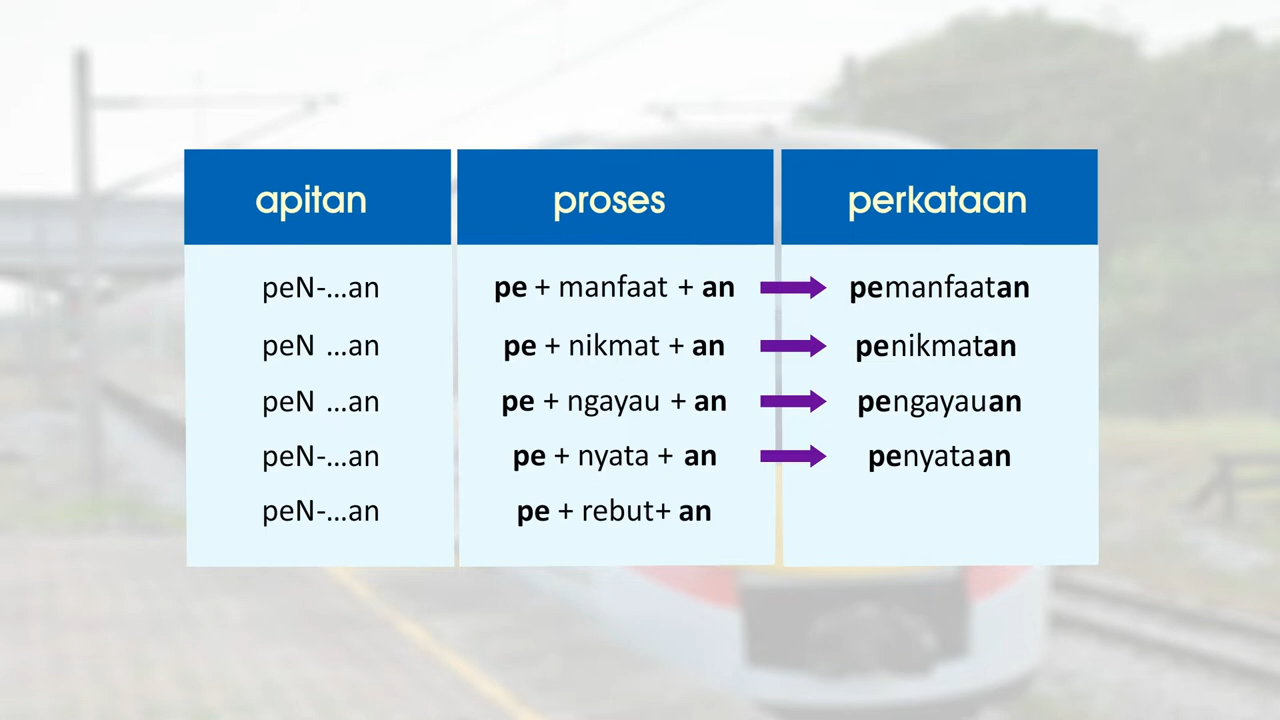 apitan proses perkataan
peN-...an pe + manfaat + an pemanfaatan
peN ...an pe + nikmat + an penikmatan
peN ...an pe + ngayau + an pengayauan
peN-...an pe + nyata + an penyataan
peN-...an pe + rebut+ an